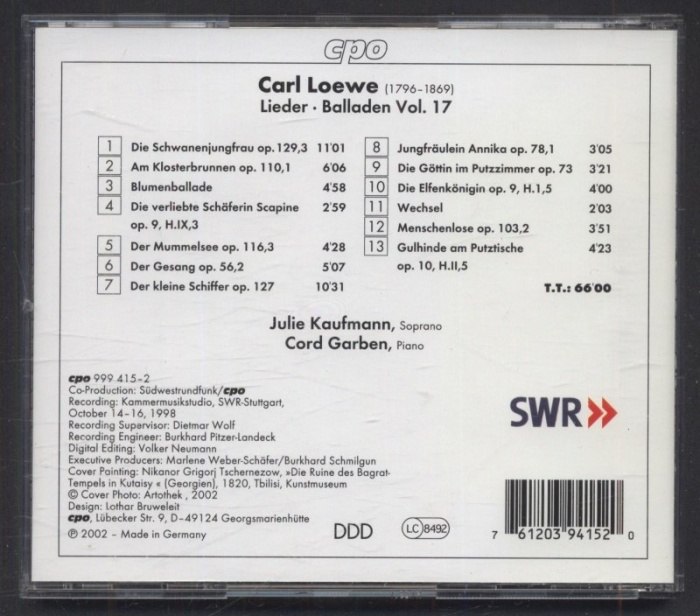 cpo
Carl Loewe (1796–1869)
Lieder · Balladen Vol. 17
1 Die Schwanenjungfrau op. 129,3 11'01
2 Am Klosterbrunnen op. 110,1 6'06
3 Blumenballade 4'58
4 Die verliebte Schäferin Scapine 2'59
op. 9, H.IX,3
5 Der Mummelsee op. 116,3 4'28
6 Der Gesang op. 56,2 5'07
7 Der kleine Schiffer op. 127 10'31
8 Jungfräulein Annika op. 78,1 3'05
9 Die Göttin im Putzzimmer op. 73 3'21
10 Die Elfenkönigin op. 9, H.I,5 4'00
11 Wechsel 2'03
12 Menschenlose op. 103,2 3'51
13 Gulhinde am Putztische 4'23
op. 10, H.II,5
T.T.: 66'00
Julie Kaufmann, Soprano
Cord Garben, Piano
cpo 999 415–2
Co-Production: Südwestrundfunk/cpo
Recording: Kammermusikstudio, SWR-Stuttgart,
October 14–16, 1998
Recording Supervisor: Dietmar Wolf
Recording Engineer: Burkhard Pitzer-Landeck
Digital Editing: Volker Neumann
Executive Producers: Marlene Weber-Schäfer/Burkhard Schmilgun
Cover Painting: Nikanor Grigorj Tschernezow, »Die Ruine des Bagrat-
Tempels in Kutaisy « (Georgien), 1820, Tbilisi, Kunstmuseum
© Cover Photo: Artothek , 2002
Design: Lothar Bruweleit
cpo, Lübecker Str. 9, D–49124 Georgsmarienhütte
℗ 2002 – Made in Germany
DDD
LC 8492
SWR
7 61203 94152 0